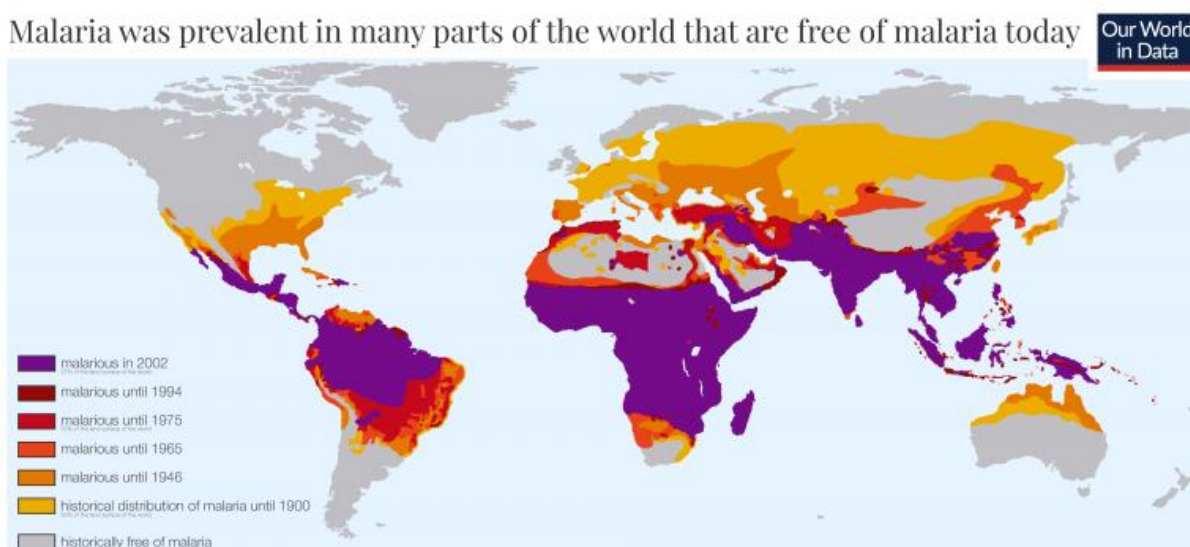 Malaria was prevalent in many parts of the world that are free of malaria today
Our World
in Data
malarious in 2002
malarious until 1994
malarious until 1975
malarious until 1965
malarious until 1946
historical distribution of malaria until 1900
historically free of malaria